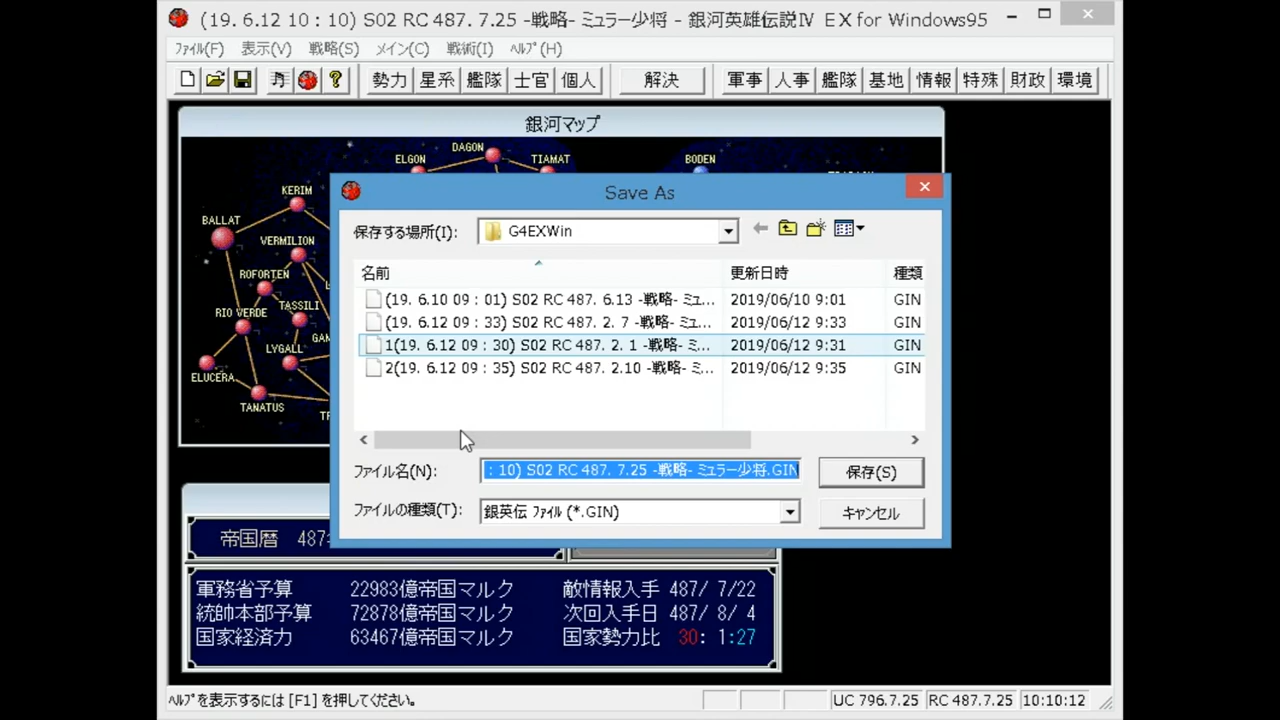 (19. 6.12 10：10) S02 RC 487. 7.25 -戦略- ミュラー少将 - 銀河英雄伝説Ⅳ EX for Windows95
ﾌｧｲﾙ(F) 表示(V) 戦略(S) メイン(C) 戦術(I) ﾍﾙﾌﾟ(H)
勢力 星系 艦隊 士官 個人 解決 軍事 人事 艦隊 基地 情報 特殊 財政 環境
銀河マップ
DAGON
ELGON
TIAMAT
BODEN
KERIM
BALLAT
VERMILION
ROFORTEN
TASSILI
RIO VERDE
LYGALL
ELUCERA
TANATUS
Save As
保存する場所(I):
G4EXWin
名前 更新日時 種類
(19. 6.10 09：01) S02 RC 487. 6.13 -戦略- ミュ... 2019/06/10 9:01 GIN
(19. 6.12 09：33) S02 RC 487. 2. 7 -戦略- ミュ... 2019/06/12 9:33 GIN
1(19. 6.12 09：30) S02 RC 487. 2. 1 -戦略- ミ... 2019/06/12 9:31 GIN
2(19. 6.12 09：35) S02 RC 487. 2.10 -戦略- ミ... 2019/06/12 9:35 GIN
ﾌｧｲﾙ名(N):
：10) S02 RC 487. 7.25 -戦略- ミュラー少将.GIN
保存(S)
ﾌｧｲﾙの種類(T):
銀英伝 ﾌｧｲﾙ (*.GIN)
キャンセル
帝国暦 487
軍務省予算 22983億帝国マルク 敵情報入手 487/ 7/22
統帥本部予算 72878億帝国マルク 次回入手日 487/ 8/ 4
国家経済力 63467億帝国マルク 国家勢力比 30： 1:27
ﾍﾙﾌﾟを表示するには [F1] を押してください。
UC 796.7.25 RC 487.7.25 10:10:12